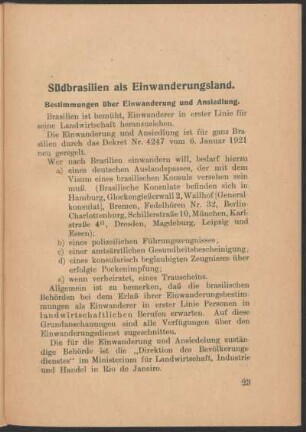 Südbrasilien als Einwanderungsland.
Bestimmungen über Einwanderung und Ansiedlung.
Brasilien ist bemüht, Einwanderer in erster Linie für
seine Landwirtschaft heranzuziehen.
Die Einwanderung und Ansiedlung ist für ganz Bra-
silien durch das Dekret Nr. 4247 vom 6. Januar 1921
neu geregelt.
Wer nach Brasilien einwandern will, bedarf hierzu
a) eines deutschen Auslandspasses, der mit dem
Visum eines brasilischen Konsuls versehen sein
muß. (Brasilische Konsulate befinden sich in
Hamburg, Glockengießerwall 2, Wallhof [General-
konsulat], Bremen, Fedelhören Nr. 32, Berlin-
Charlottenburg, Schillerstraße 10, München, Karl-
straße Dresden, Magdeburg, Leipzig und
Essen);
b) eines polizeilichen Führungszeugnisses;
c) einer amtsärztlichen Gesundheitsbescheinigung;
d) eines konsularisch beglaubigten Zeugnisses über
erfolgte Pockenimpfung;
e) wenn verheiratet, eines Trauscheins.
Allgemein ist zu bemerken, daß die brasilischen
Behörden bei dem Erlaß ihrer Einwanderungsbestim-
mungen als Einwanderer in erster Linie Personen in
landwirtschaftlichen Berufen erwarten. Auf diese
Grundanschauungen sind alle Verfügungen über den
Einwanderungsdienst zugeschnitten.
Die für die Einwanderung und Ansiedelung zustän-
dige Behörde ist die „Direktion des Bevölkerungs-
dienstes“ im Ministerium für Landwirtschaft, Industrie
und Handel in Rio de Janeiro.
23